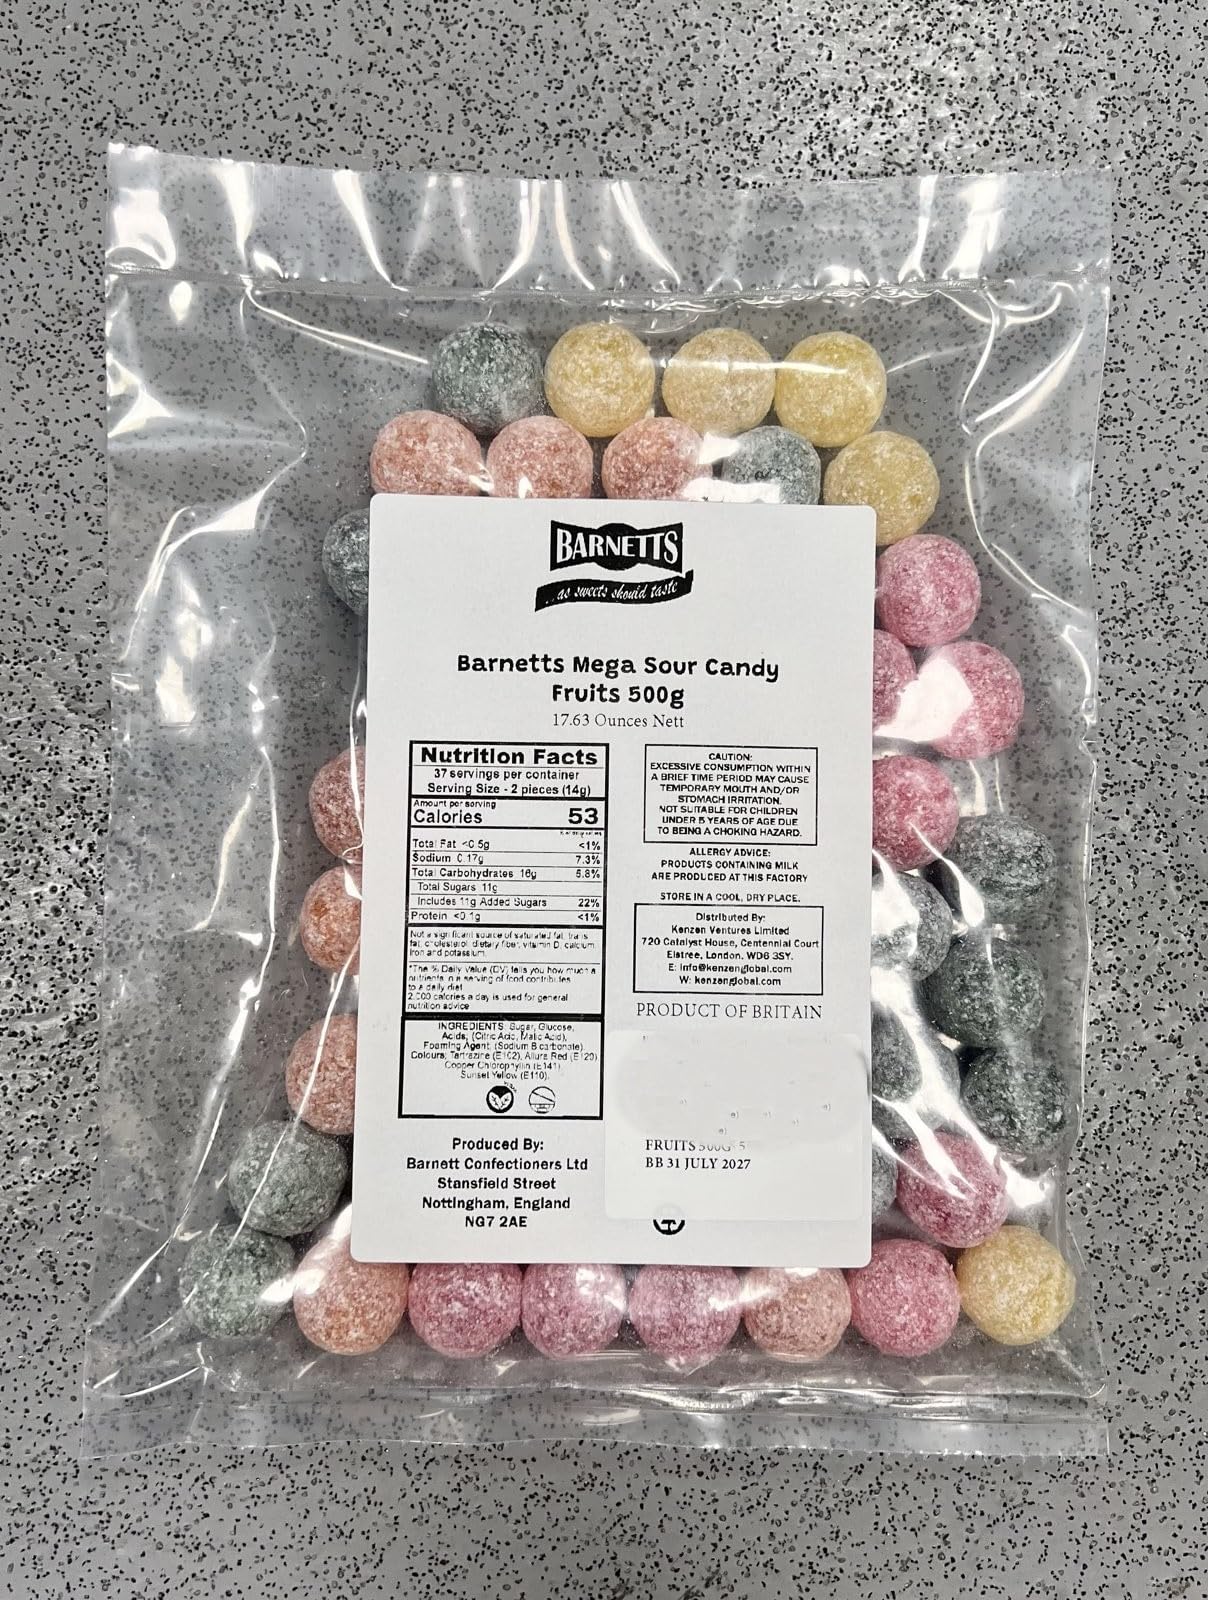 BARNETTS
...as sweets should taste
Barnetts Mega Sour Candy
Fruits 500g
17.63 Ounces Nett
Nutrition Facts
37 servings per container
Serving Size - 2 pieces (14g)
Amount per serving
Calories 53
Total Fat <0.5g <1%
Sodium 0.17g 7.3%
Total Carbohydrates 16g 5.8%
Total Sugars 11g
Includes 11g Added Sugars 22%
Protein <0.1g <1%
Not a significant source of saturated fat, trans
fat, cholesterol, dietary fiber, vitamin D, calcium,
iron and potassium.
*The % Daily Value (DV) tells you how much a
nutrient in a serving of food contributes
to a daily diet
2,000 calories a day is used for general
nutrition advice
INGREDIENTS: Sugar, Glucose,
Acids, (Citric Acid, Malic Acid),
Foaming Agent, (Sodium Bicarbonate).
Colours; Tartrazine (E102), Allura Red (E129)
Copper Chlorophyllin (E141)
Sunset Yellow (E110).
Produced By:
Barnett Confectioners Ltd
Stansfield Street
Nottingham, England
NG7 2AE
CAUTION:
EXCESSIVE CONSUMPTION WITHIN
A BRIEF TIME PERIOD MAY CAUSE
TEMPORARY MOUTH AND/OR
STOMACH IRRITATION.
NOT SUITABLE FOR CHILDREN
UNDER 5 YEARS OF AGE DUE
TO BEING A CHOKING HAZARD.
ALLERGY ADVICE:
PRODUCTS CONTAINING MILK
ARE PRODUCED AT THIS FACTORY
STORE IN A COOL, DRY PLACE.
Distributed By:
Kenzen Ventures Limited
720 Catalyst House, Centennial Court
Elstree, London. WD6 3SY.
E: info@kenzenglobal.com
W: kenzenglobal.com
PRODUCT OF BRITAIN
FRUITS 500G 5
BB 31 JULY 2027